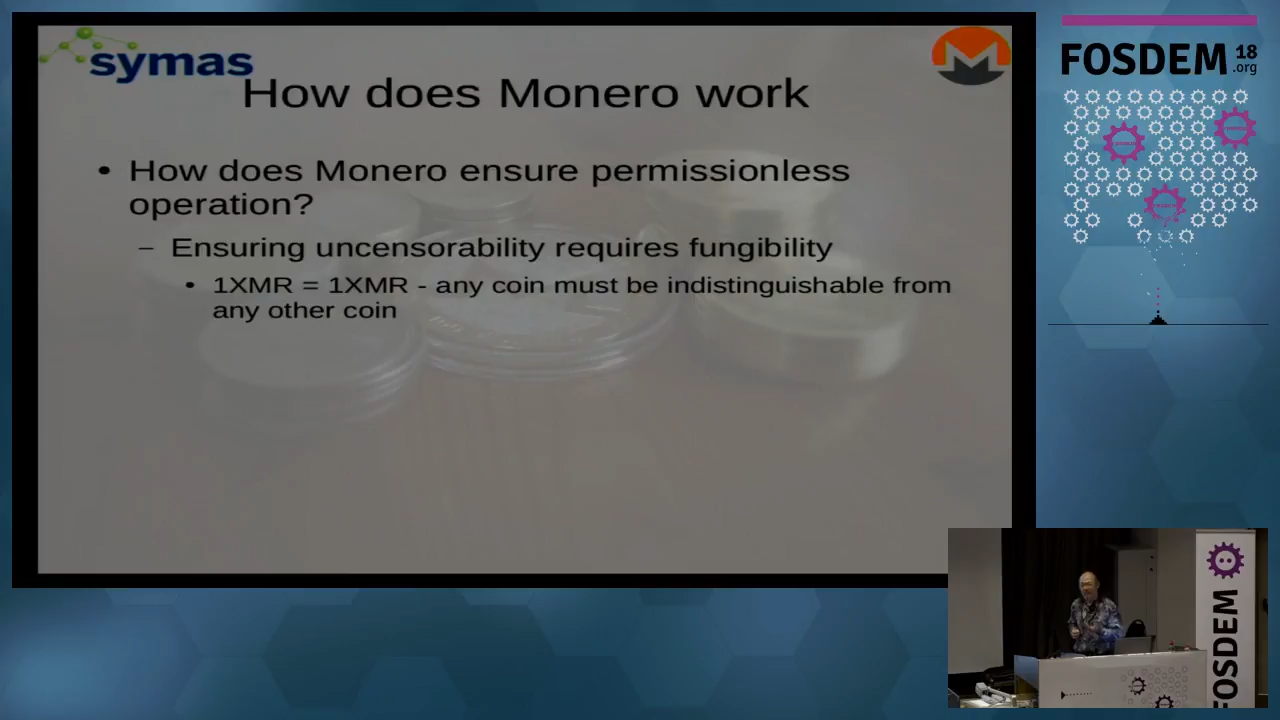 symas
How does Monero work
• How does Monero ensure permissionless
operation?
– Ensuring uncensorability requires fungibility
• 1XMR = 1XMR - any coin must be indistinguishable from
any other coin
FOSDEM 18
.org
FOSDEM